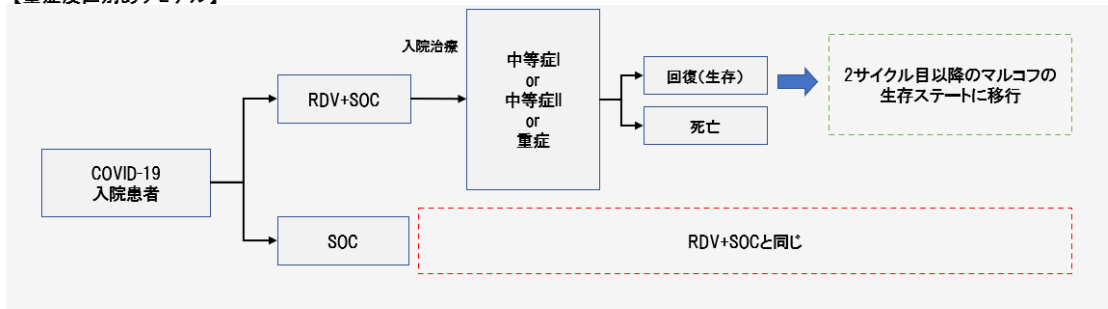 入院治療
中等症I
or
中等症II
or
重症
回復(生存)
死亡
2サイクル目以降のマルコフの
生存ステートに移行
RDV+SOC
COVID-19
入院患者
SOC
RDV+SOCと同じ